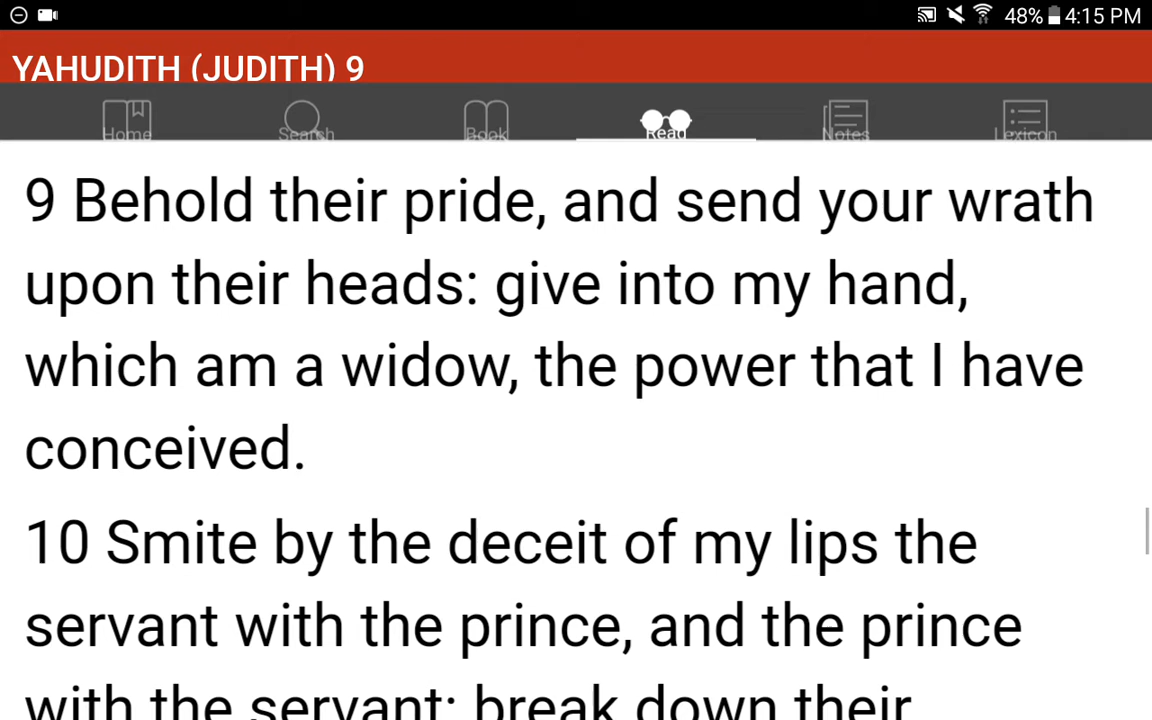 48% 4:15 PM
YAHUDITH (JUDITH) 9
Home Search Book Read Notes Lexicon
9 Behold their pride, and send your wrath
upon their heads: give into my hand,
which am a widow, the power that I have
conceived.
10 Smite by the deceit of my lips the
servant with the prince, and the prince
with the servant: break down their